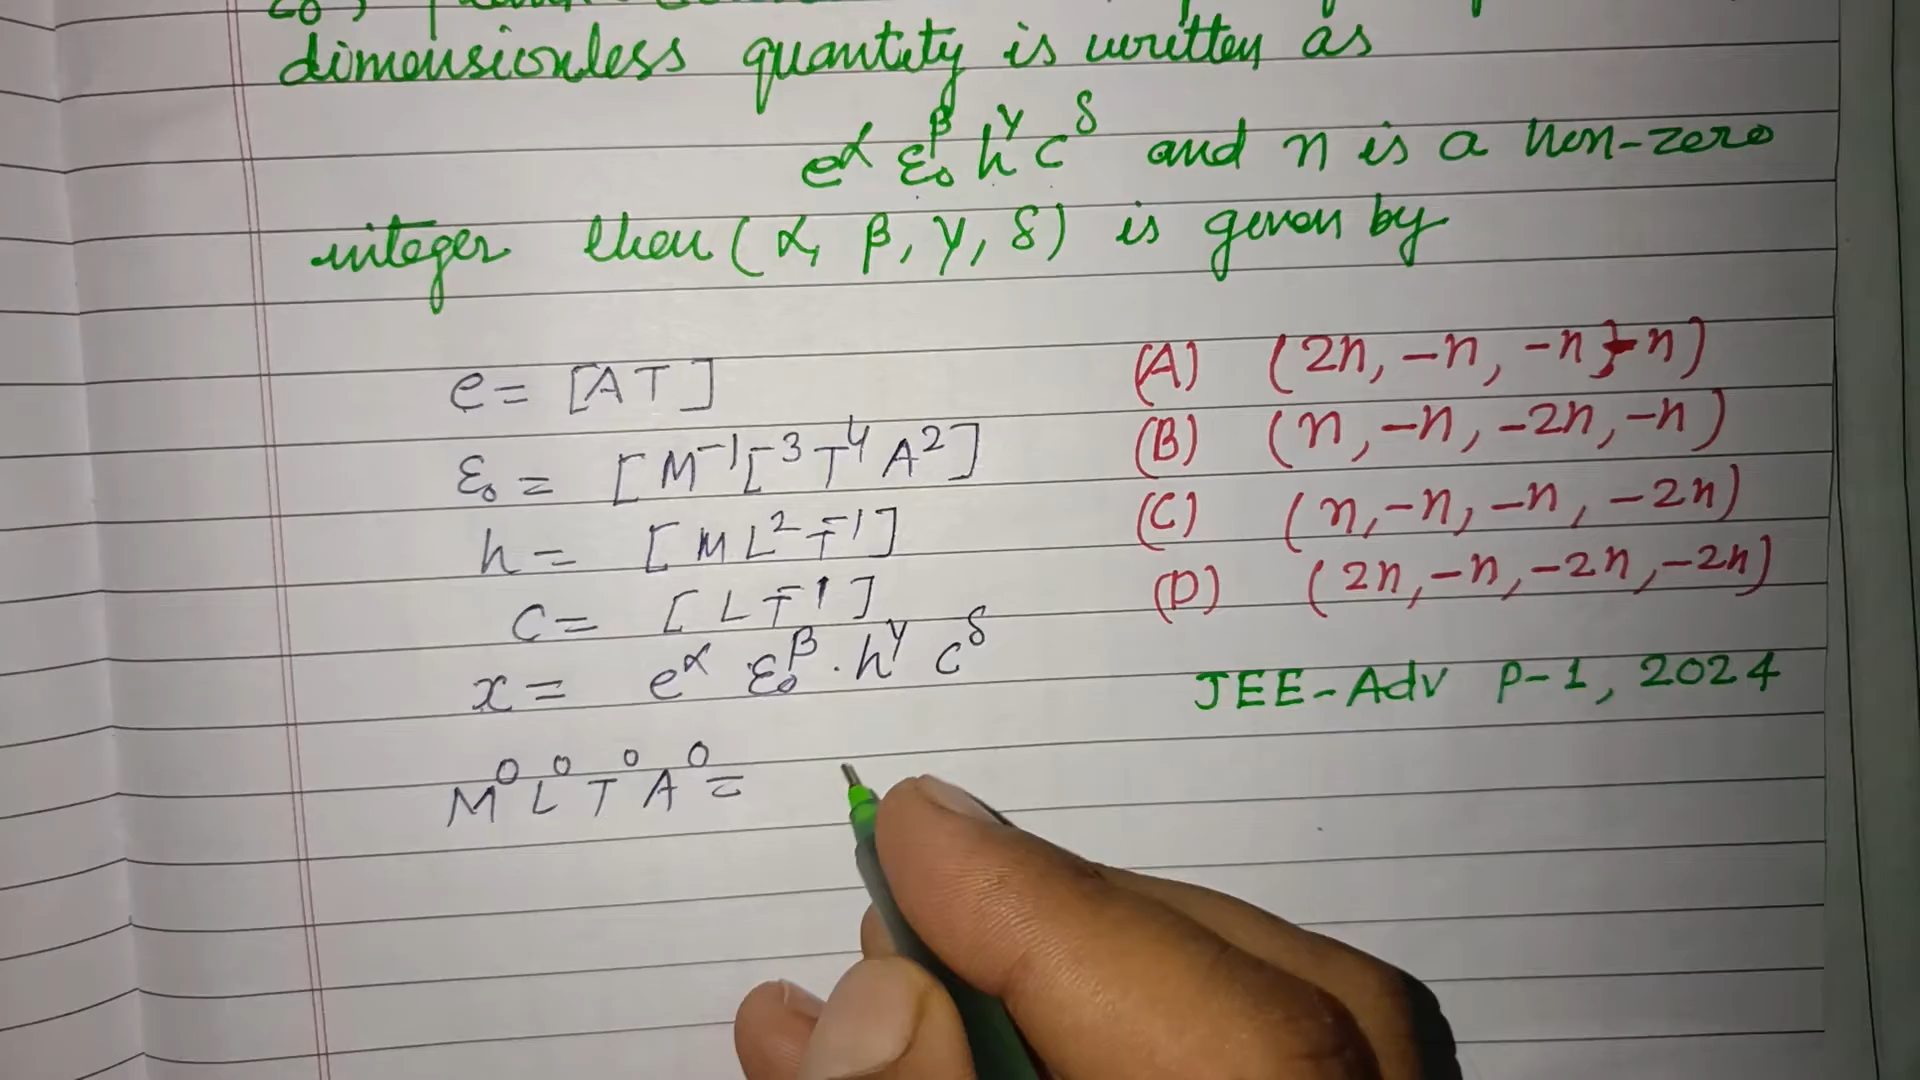 dimensionless quantity is written as
e^α ε₀^β h^γ c^δ and n is a non-zero
integer then (α, β, γ, δ) is given by
e = [AT]
(A) (2n, -n, -n, -n)
ε₀ = [M⁻¹L⁻³T⁴A²]
(B) (n, -n, -2n, -n)
h = [ML²T⁻¹]
(C) (n, -n, -n, -2n)
c = [LT⁻¹]
(D) (2n, -n, -2n, -2n)
x = e^α ε₀^β . h^γ c^δ
JEE-Adv P-1, 2024
M⁰L⁰T⁰A⁰ =